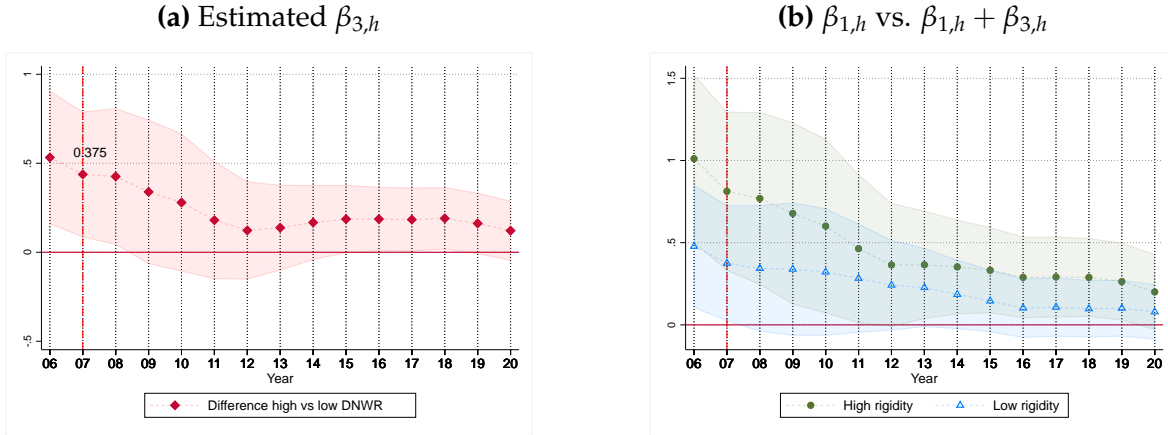 (a) Estimated β3,h
1
.5
0
-.5
0.375
06 07 08 09 10 11 12 13 14 15 16 17 18 19 20
Year
Difference high vs low DNWR
(b) β1,h vs. β1,h + β3,h
1.5
1
.5
0
06 07 08 09 10 11 12 13 14 15 16 17 18 19 20
Year
High rigidity Low rigidity